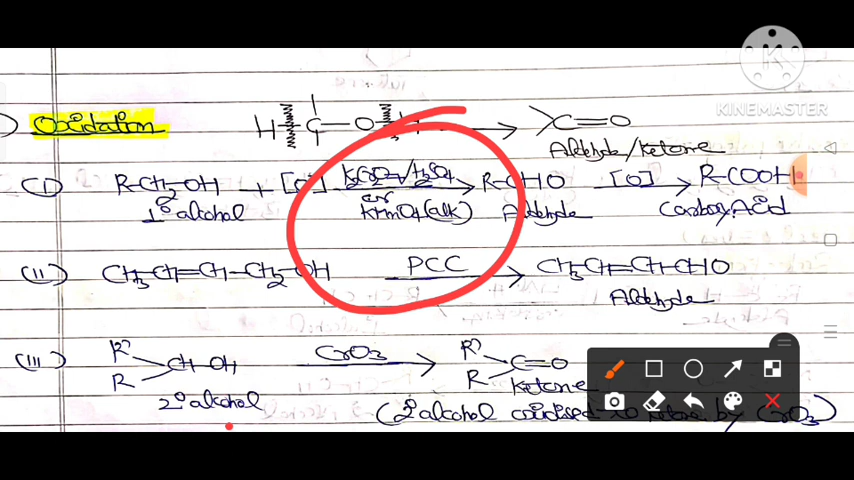 KINEMASTER
) Oxidation H C—O H → C=O
Aldehyde/Ketone
(I) R-CH2-OH + [O] K2Cr2O7/H2SO4 → R-CHO [O] → R-COOH
1° alcohol or KMnO4(alk) Aldehyde Carboxy. Acid
(II) CH3-CH=CH-CH2-OH PCC → CH3-CH=CH-CHO
Aldehyde
(III) R' R CH-OH CrO3 → R' R C=O
2° alcohol Ketone
(2° alcohol oxidised to ketone by CrO3)